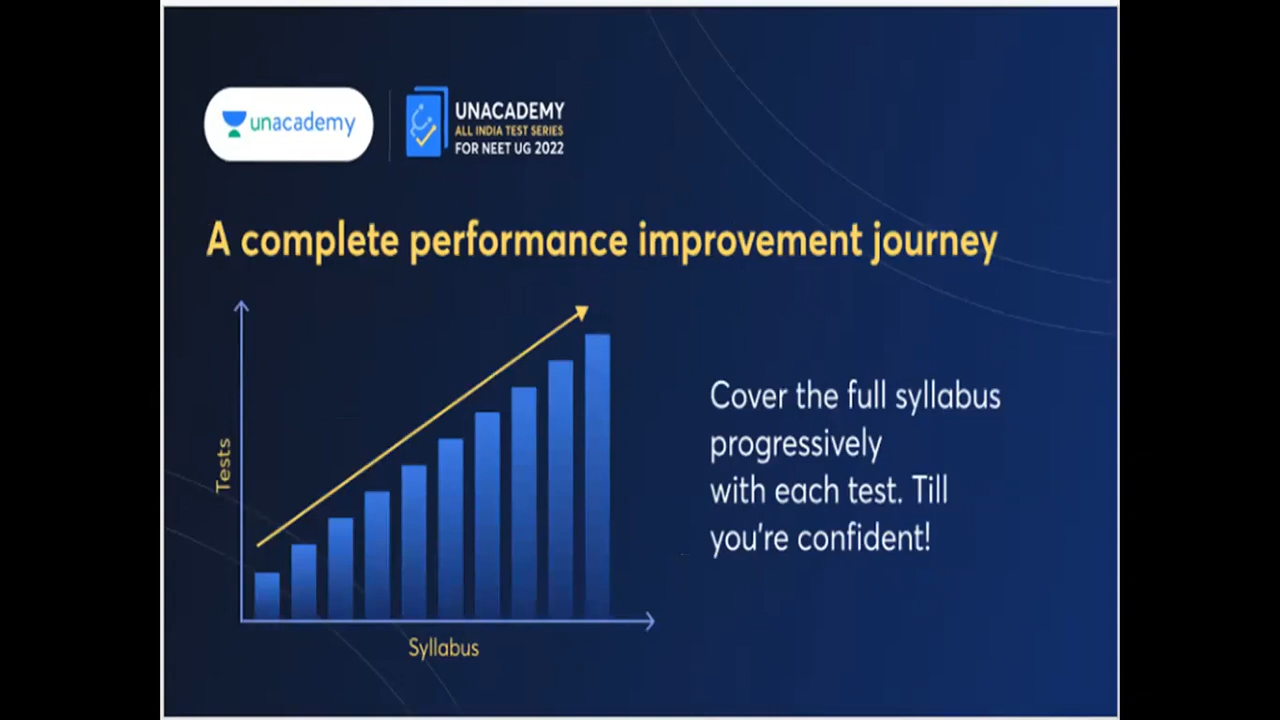 unacademy
UNACADEMY
ALL INDIA TEST SERIES
FOR NEET UG 2022
A complete performance improvement journey
Tests
Syllabus
Cover the full syllabus
progressively
with each test. Till
you're confident!